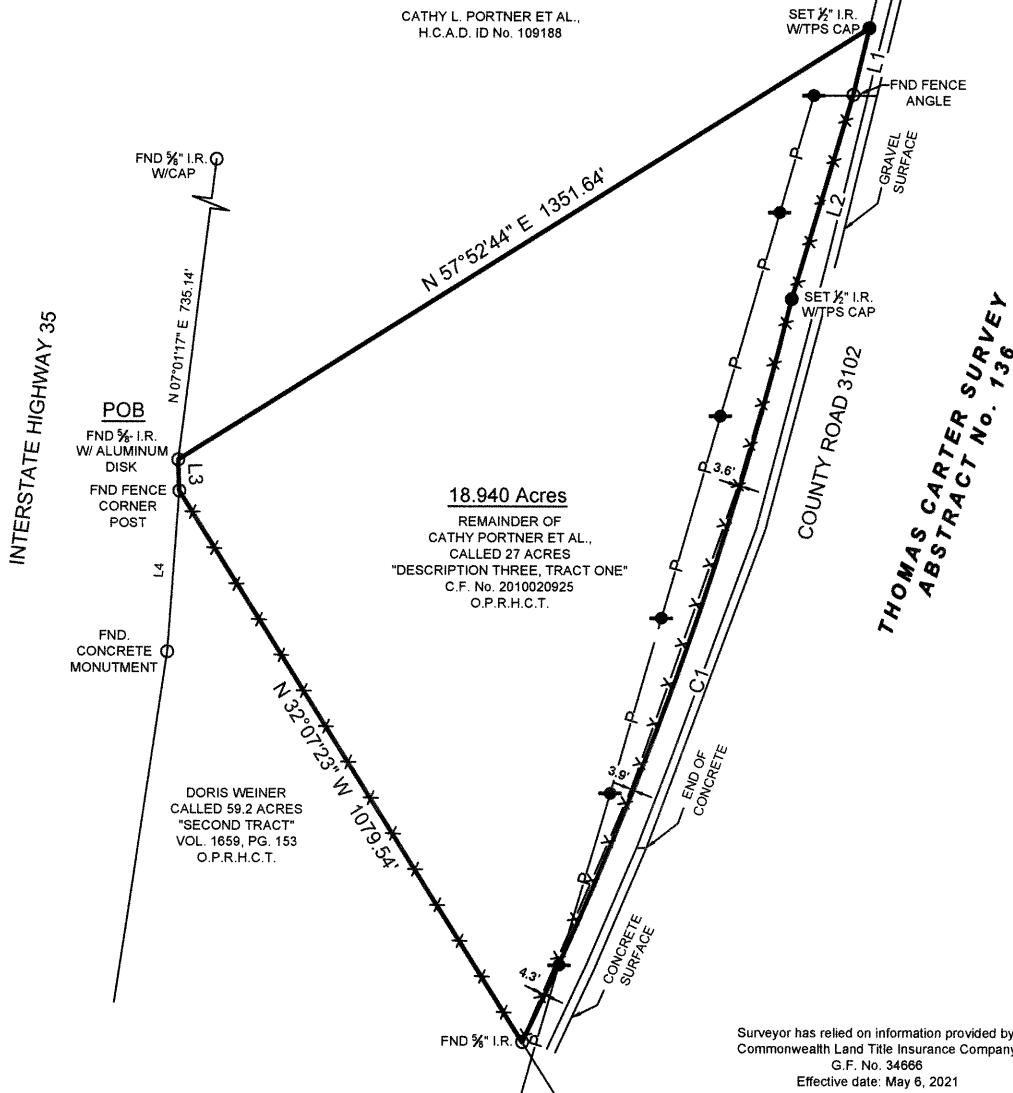 CATHY L. PORTNER ET AL.,
H.C.A.D. ID No. 109188
SET ½" I.R.
W/TPS CAP
L1
FND FENCE
ANGLE
FND ⅝" I.R.
W/CAP
P
GRAVEL
SURFACE
L2
N 57°52'44" E 1351.64'
P
N 07°01'17" E 735.14'
SET ½" I.R.
W/TPS CAP
INTERSTATE HIGHWAY 35
P
COUNTY ROAD 3102
THOMAS CARTER SURVEY
ABSTRACT No. 136
POB
FND ⅝" I.R.
W/ ALUMINUM
DISK
L3
P
3.6'
FND FENCE
CORNER
POST
18.940 Acres
REMAINDER OF
CATHY PORTNER ET AL.,
CALLED 27 ACRES
"DESCRIPTION THREE, TRACT ONE"
C.F. No. 2010020925
O.P.R.H.C.T.
L4
P
FND.
CONCRETE
MONUTMENT
C1
N 32°07'23" W 1079.54'
P
3.9'
END OF
CONCRETE
DORIS WEINER
CALLED 59.2 ACRES
"SECOND TRACT"
VOL. 1659, PG. 153
O.P.R.H.C.T.
P
CONCRETE
SURFACE
4.3'
FND ⅝" I.R.
P
Surveyor has relied on information provided by
Commonwealth Land Title Insurance Company
G.F. No. 34666
Effective date: May 6, 2021